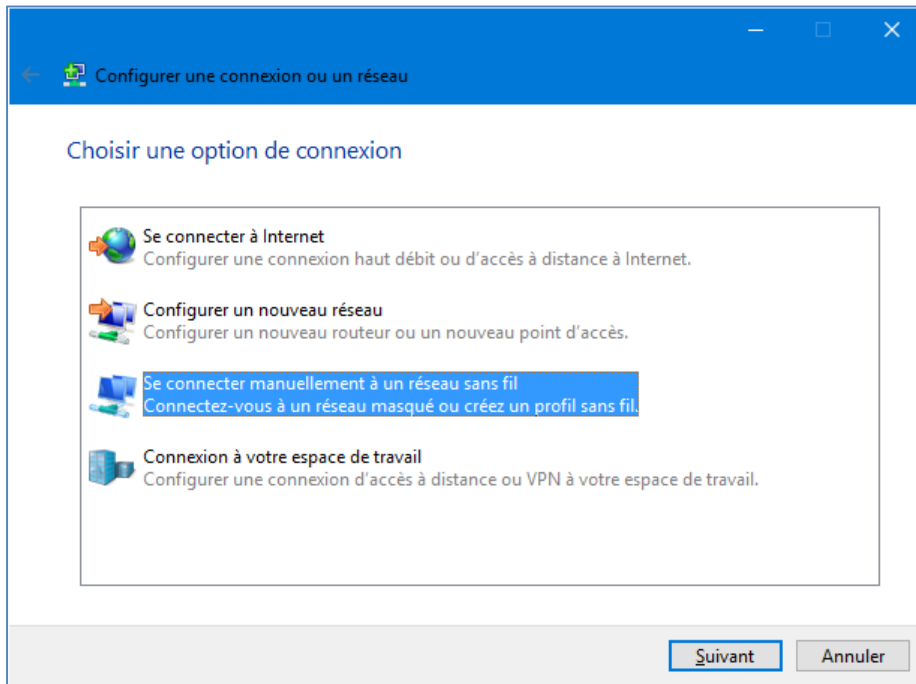 Configurer une connexion ou un réseau
Choisir une option de connexion
Se connecter à Internet
Configurer une connexion haut débit ou d'accès à distance à Internet.
Configurer un nouveau réseau
Configurer un nouveau routeur ou un nouveau point d'accès.
Se connecter manuellement à un réseau sans fil
Connectez-vous à un réseau masqué ou créez un profil sans fil.
Connexion à votre espace de travail
Configurer une connexion d'accès à distance ou VPN à votre espace de travail.
Suivant Annuler